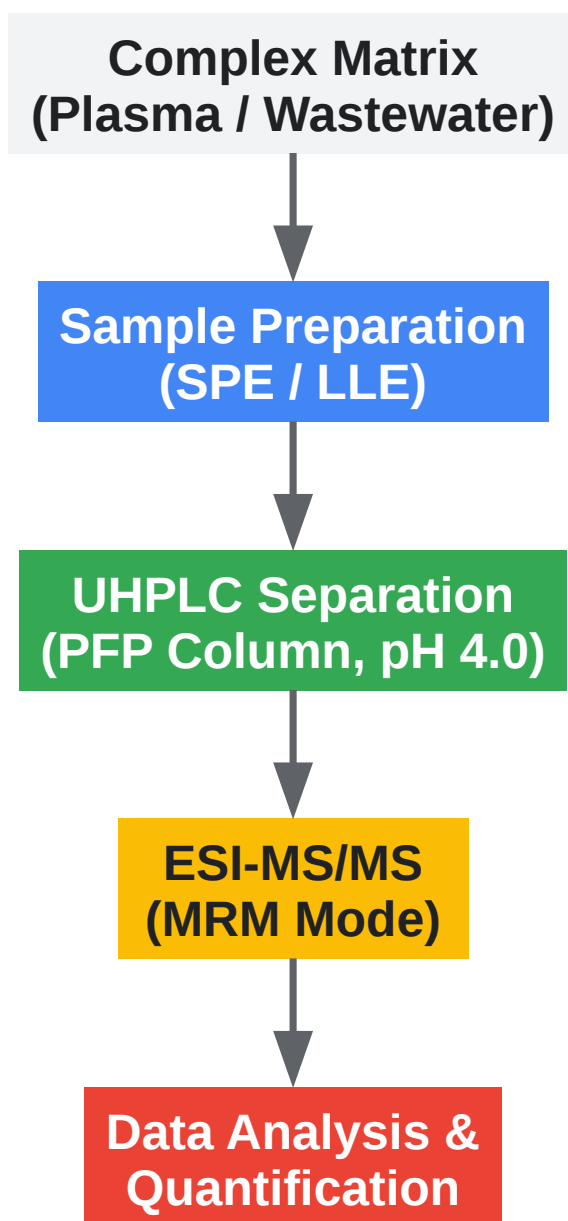 Complex Matrix
(Plasma / Wastewater)
Sample Preparation
(SPE / LLE)
UHPLC Separation
(PFP Column, pH 4.0)
ESI-MS/MS
(MRM Mode)
Data Analysis &
Quantification